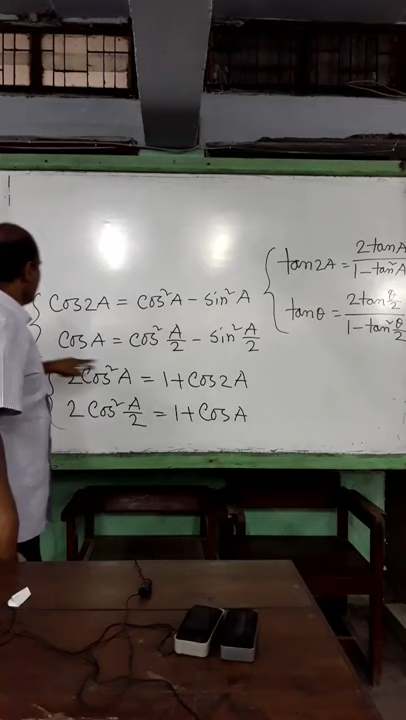 Cos2A = Cos²A - Sin²A
CosA = Cos² A/2 - Sin² A/2
2Cos²A = 1+Cos2A
2Cos² A/2 = 1+CosA
tan2A = 2tanA/1-tan²A
tanθ = 2tan θ/2/1-tan² θ/2